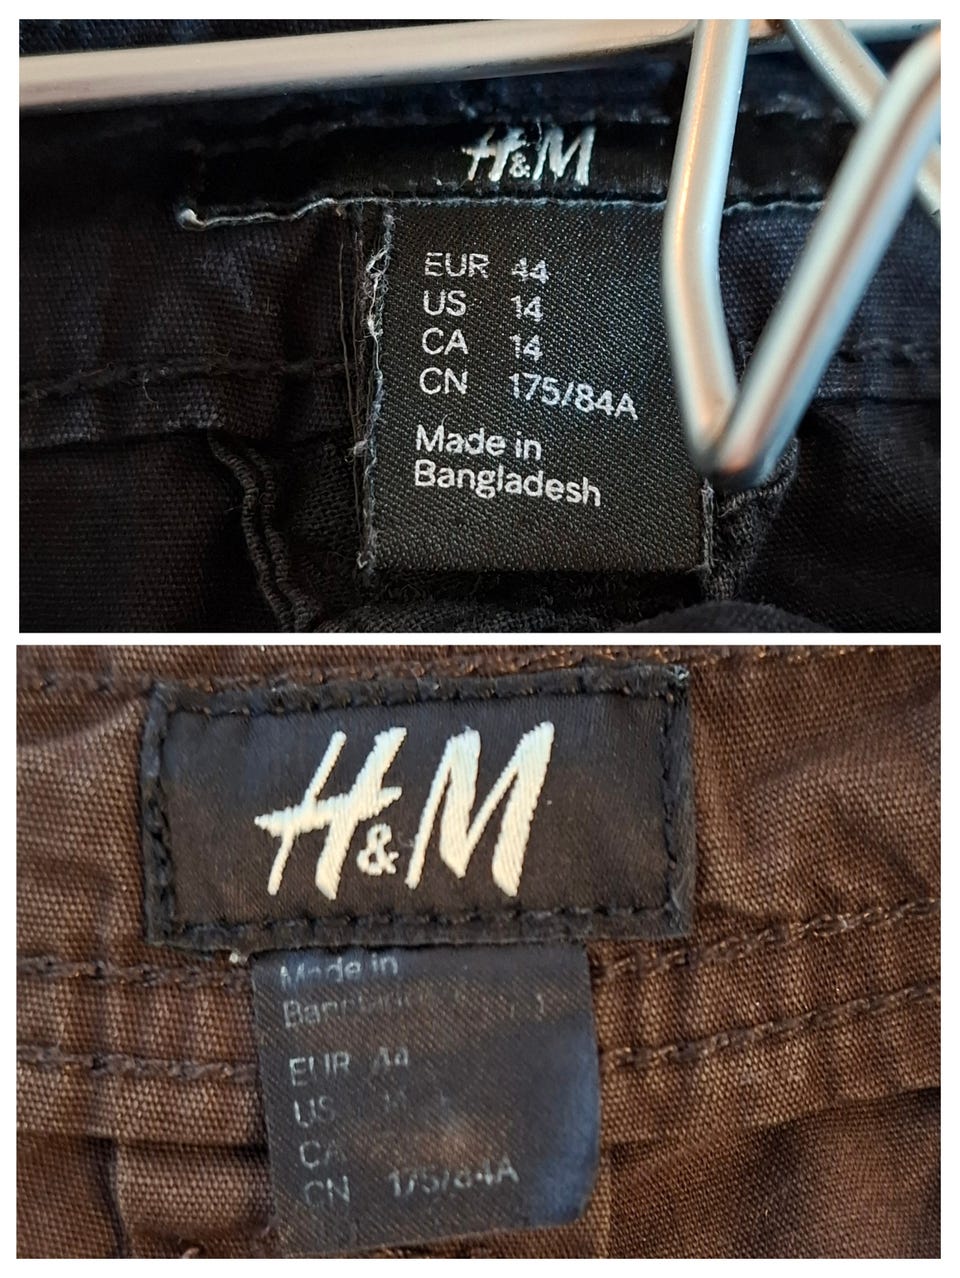 H&M
EUR 44
US 14
CA 14
CN 175/84A
Made in
Bangladesh
H&M
Made in
EUR 44
US
CA
CN 175/84A